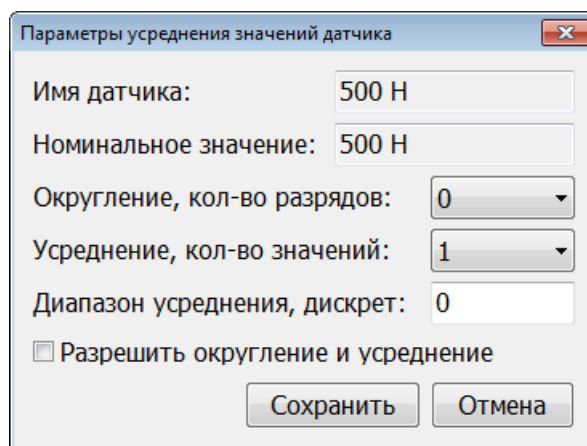 Параметры усреднения значений датчика
Имя датчика: 500 Н
Номинальное значение: 500 Н
Округление, кол-во разрядов: 0
Усреднение, кол-во значений: 1
Диапазон усреднения, дискрет: 0
Разрешить округление и усреднение
Сохранить Отмена